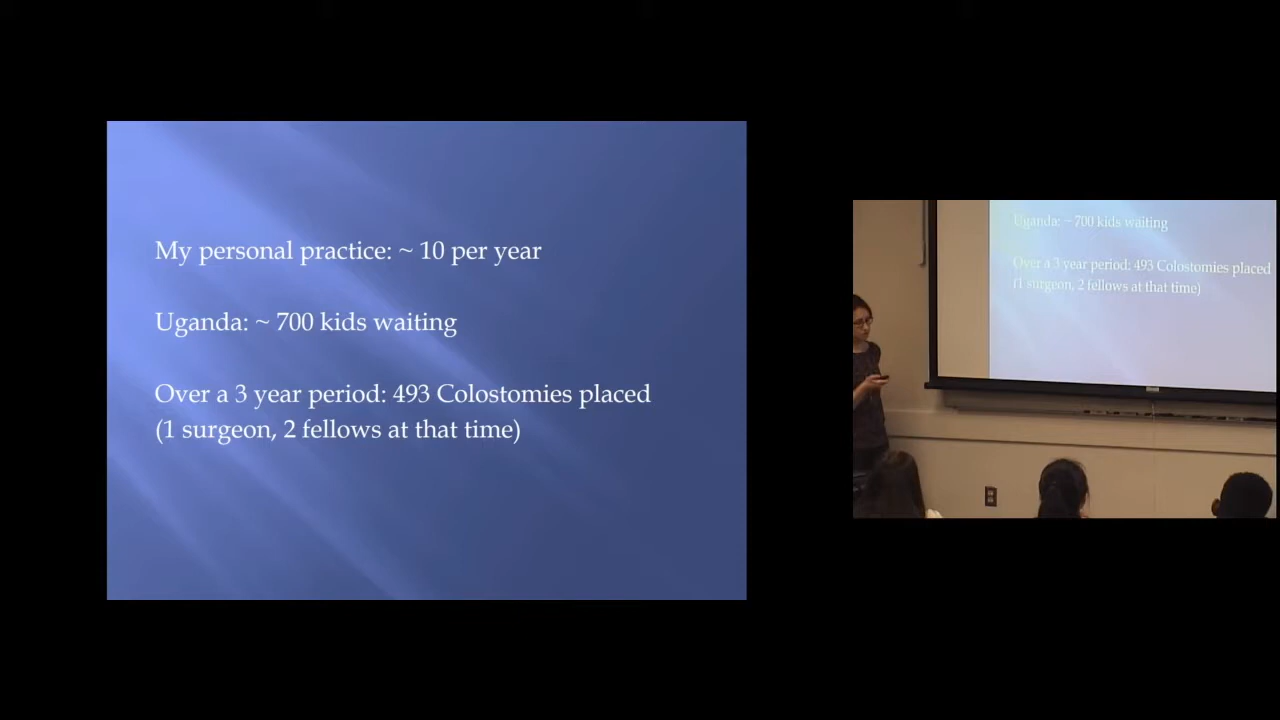 My personal practice: ~ 10 per year
Uganda: ~ 700 kids waiting
Over a 3 year period: 493 Colostomies placed
(1 surgeon, 2 fellows at that time)
Uganda: ~700 kids waiting
Over a 3 year period: 493 Colostomies placed
(1 surgeon, 2 fellows at that time)